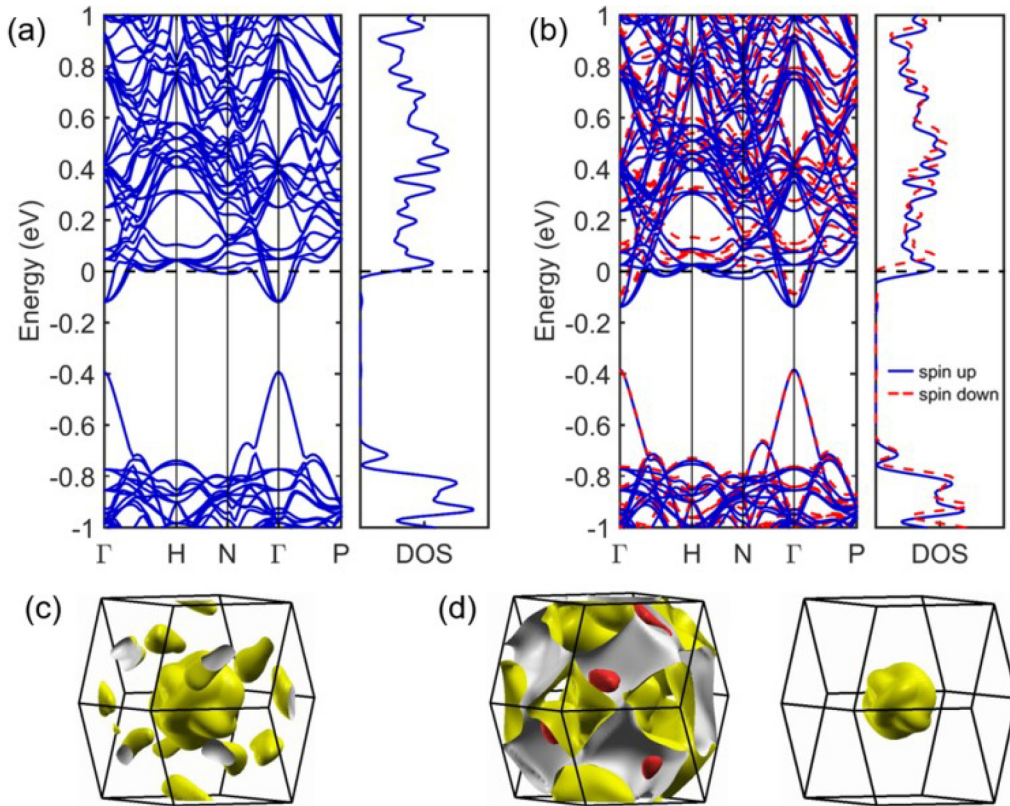 (a)
Energy (eV)
1
0.8
0.6
0.4
0.2
0
-0.2
-0.4
-0.6
-0.8
-1
Γ H N Γ P
DOS
(b)
Energy (eV)
1
0.8
0.6
0.4
0.2
0
-0.2
-0.4
-0.6
-0.8
-1
Γ H N Γ P
spin up
spin down
DOS
(c)
(d)